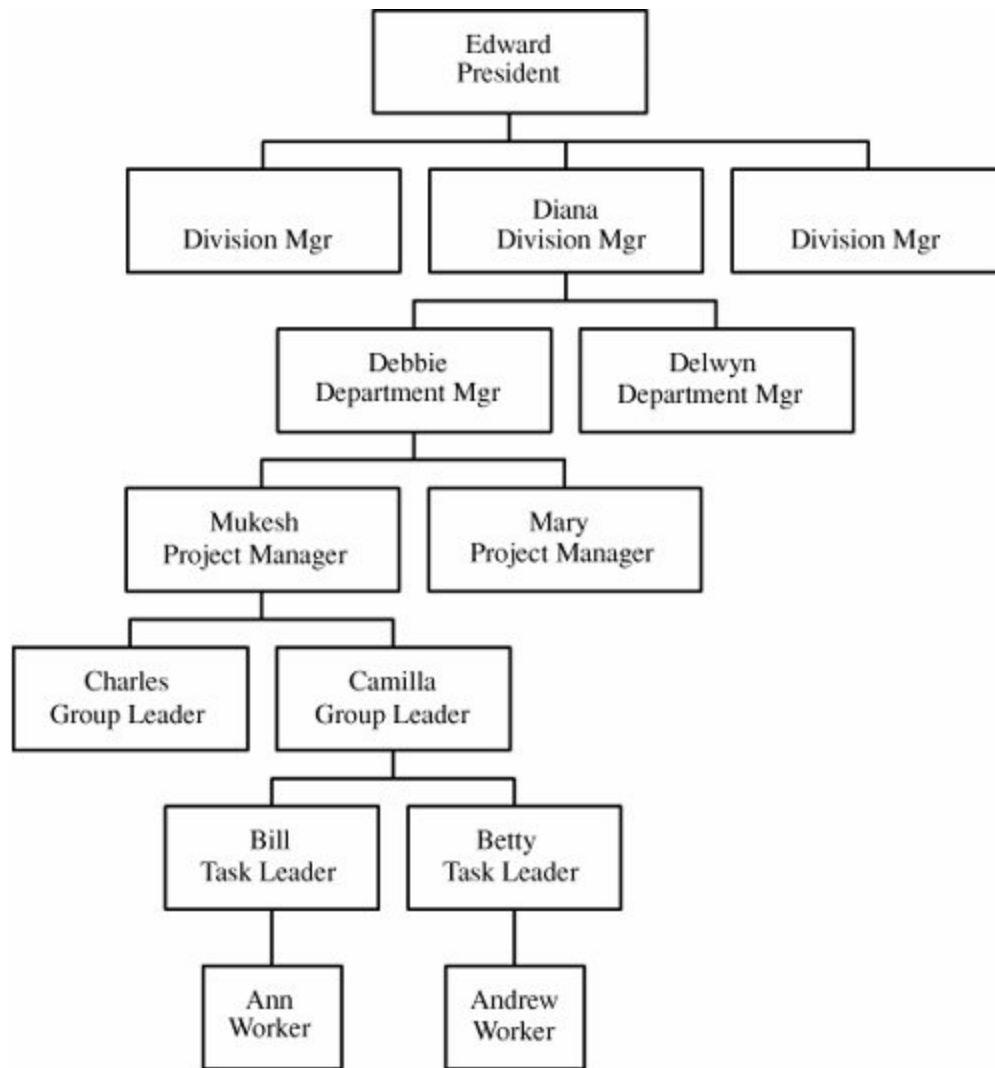 Edward
President
Division Mgr
Diana
Division Mgr
Division Mgr
Debbie
Department Mgr
Delwyn
Department Mgr
Mukesh
Project Manager
Mary
Project Manager
Charles
Group Leader
Camilla
Group Leader
Bill
Task Leader
Betty
Task Leader
Ann
Worker
Andrew
Worker